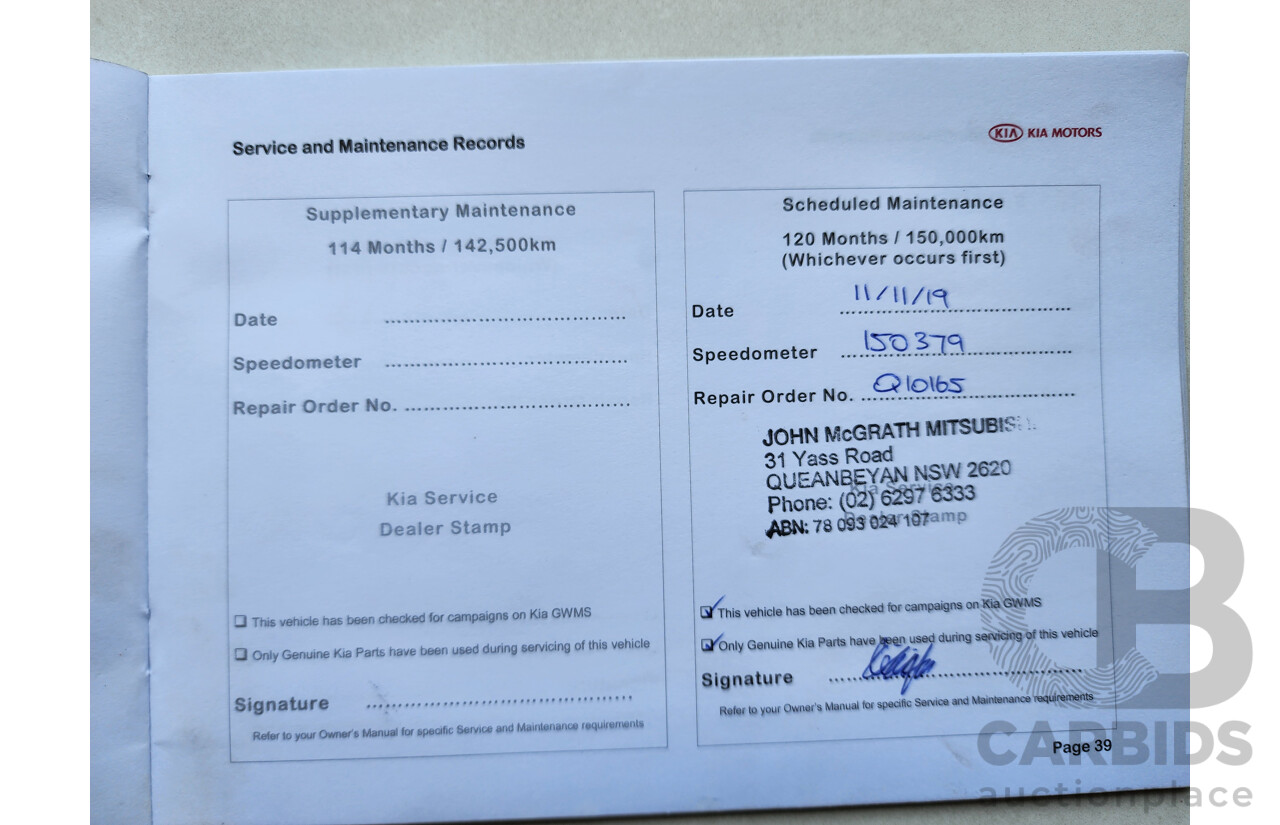 Service and Maintenance Records
KIA KIA MOTORS
Supplementary Maintenance
114 Months / 142,500km
Date ........................................
Speedometer ........................................
Repair Order No. ......................................
Kia Service
Dealer Stamp
❑ This vehicle has been checked for campaigns on Kia GWMS
❑ Only Genuine Kia Parts have been used during servicing of this vehicle
Signature ............................................
Refer to your Owner's Manual for specific Service and Maintenance requirements
Scheduled Maintenance
120 Months / 150,000km
(Whichever occurs first)
Date 11/11/19
Speedometer 150379
Repair Order No. Q10165
JOHN McGRATH MITSUBISHI
31 Yass Road
QUEANBEYAN NSW 2620
Kia Service
Phone: (02) 6297 6333
Dealer Stamp
ABN: 78 093 024 107
☑ This vehicle has been checked for campaigns on Kia GWMS
☑ Only Genuine Kia Parts have been used during servicing of this vehicle
Signature ............................................
Refer to your Owner's Manual for specific Service and Maintenance requirements
Page 39
CB
CARBIDS
auctionplace